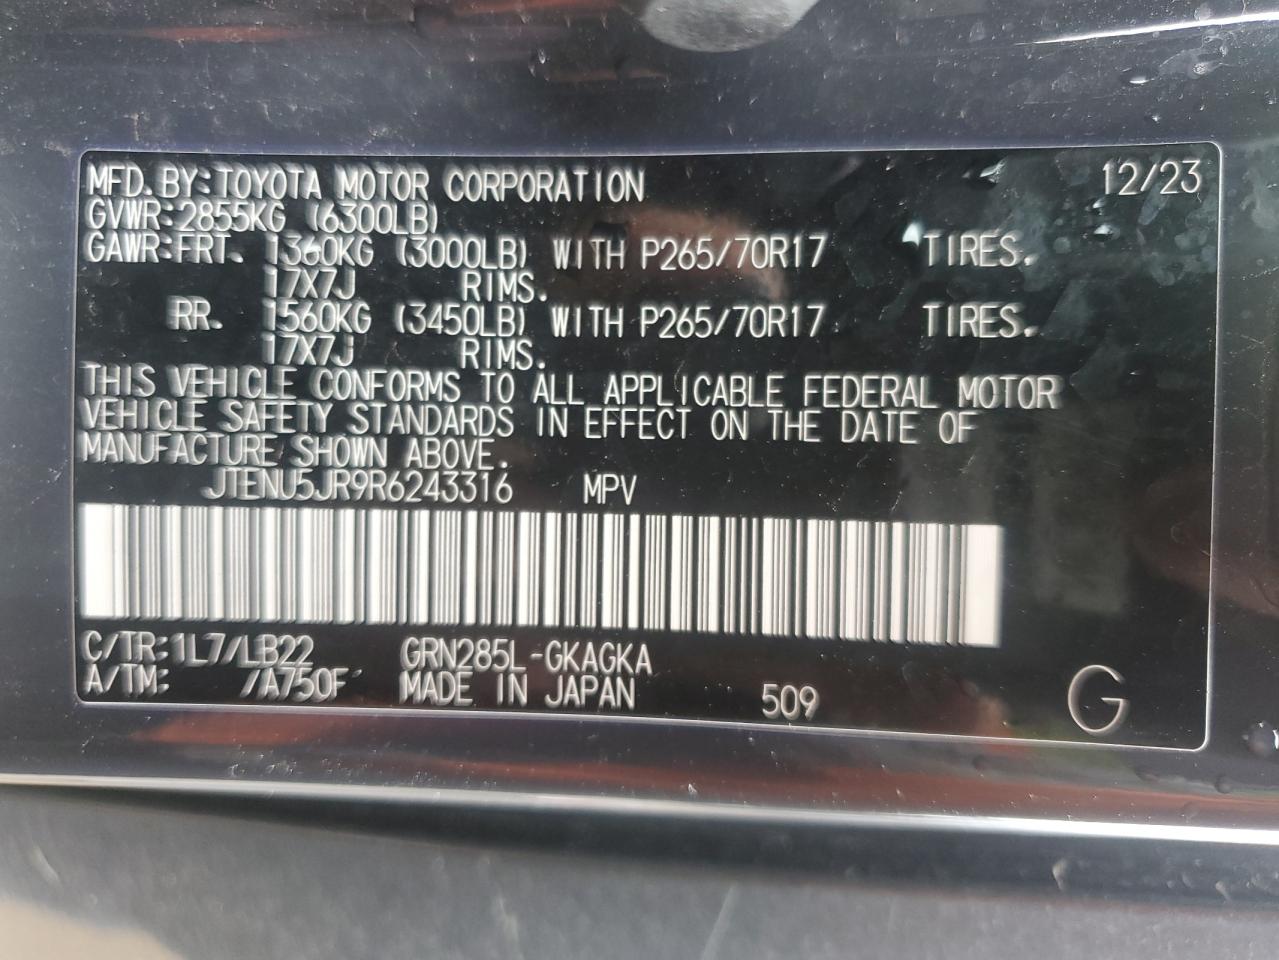 MFD. BY: TOYOTA MOTOR CORPORATION 12/23
GVWR: 2855KG (6300LB)
GAWR: FRT. 1360KG (3000LB) WITH P265/70R17 TIRES.
17X7J RIMS.
RR. 1560KG (3450LB) WITH P265/70R17 TIRES.
17X7J RIMS.
THIS VEHICLE CONFORMS TO ALL APPLICABLE FEDERAL MOTOR
VEHICLE SAFETY STANDARDS IN EFFECT ON THE DATE OF
MANUFACTURE SHOWN ABOVE.
JTENU5JR9R6243316 MPV
C/TR: 1L7/LB22 GRN285L-GKAGKA
A/TM: /A750F MADE IN JAPAN 509 G